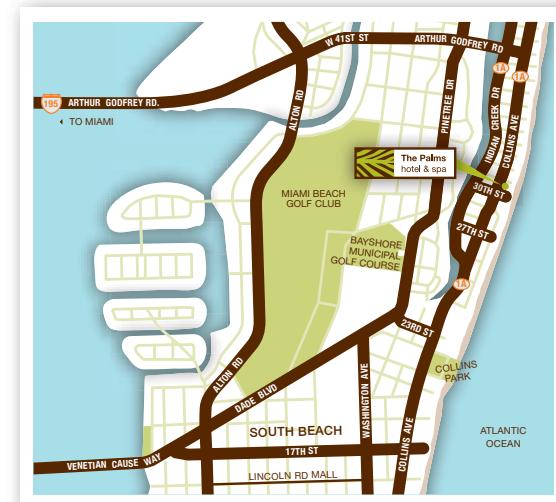 W 41ST ST
ARTHUR GODFREY RD
1A
1A
195
ARTHUR GODFREY RD.
TO MIAMI
ALTON RD
PINETREE DR
INDIAN CREEK DR
COLLINS AVE
The Palms
hotel & spa
30TH ST
MIAMI BEACH
GOLF CLUB
27TH ST
BAYSHORE
MUNICIPAL
GOLF COURSE
1A
23RD ST
COLLINS
PARK
ALTON RD
DADE BLVD
WASHINGTON AVE
SOUTH BEACH
ATLANTIC
OCEAN
17TH ST
COLLINS AVE
VENETIAN CAUSE WAY
LINCOLN RD MALL